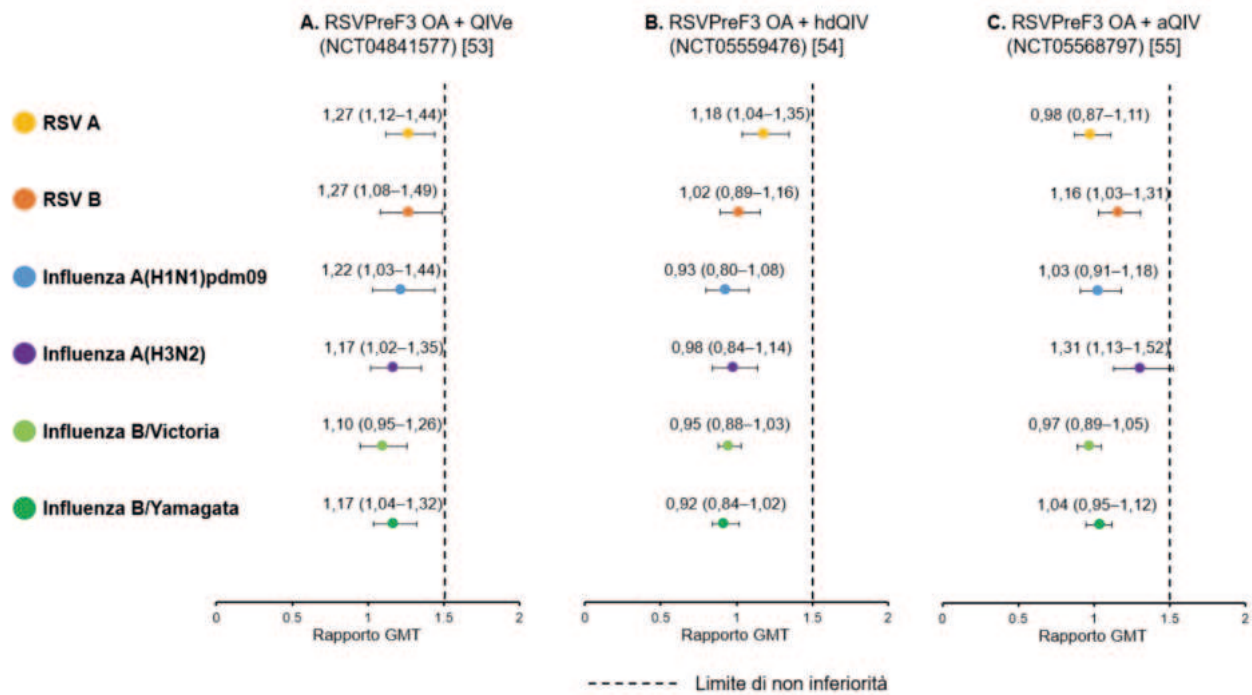 A. RSVPreF3 OA + QIVe
(NCT04841577) [53]
B. RSVPreF3 OA + hdQIV
(NCT05559476) [54]
C. RSVPreF3 OA + aQIV
(NCT05568797) [55]
RSV A
1,27 (1,12–1,44)
1,18 (1,04–1,35)
0,98 (0,87–1,11)
RSV B
1,27 (1,08–1,49)
1,02 (0,89–1,16)
1,16 (1,03–1,31)
Influenza A(H1N1)pdm09
1,22 (1,03–1,44)
0,93 (0,80–1,08)
1,03 (0,91–1,18)
Influenza A(H3N2)
1,17 (1,02–1,35)
0,98 (0,84–1,14)
1,31 (1,13–1,52)
Influenza B/Victoria
1,10 (0,95–1,26)
0,95 (0,88–1,03)
0,97 (0,89–1,05)
Influenza B/Yamagata
1,17 (1,04–1,32)
0,92 (0,84–1,02)
1,04 (0,95–1,12)
0 0.5 1 1.5 2
Rapporto GMT
0 0.5 1 1.5 2
Rapporto GMT
0 0.5 1 1.5 2
Rapporto GMT
Limite di non inferiorità